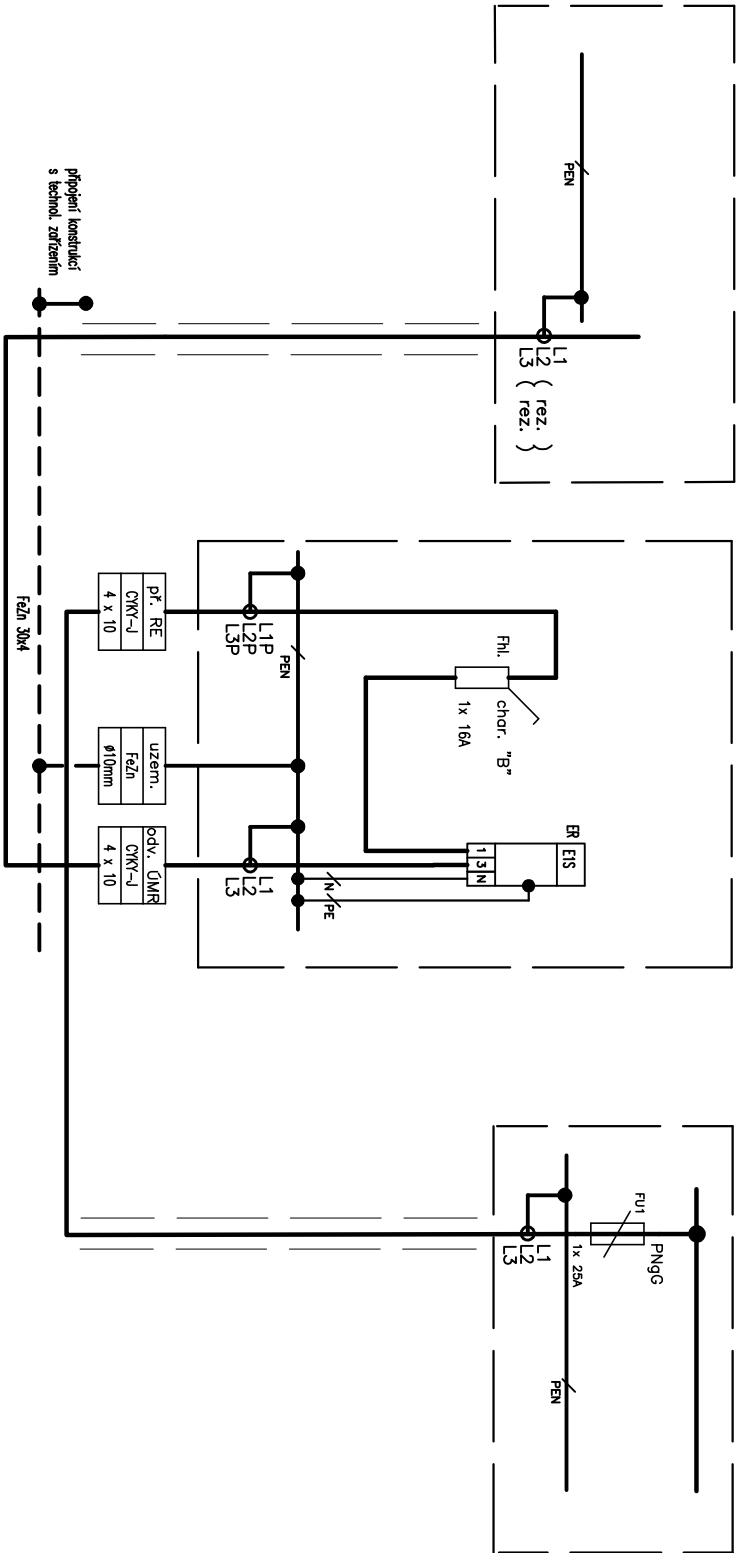 PEN
L1
L2 ( rez. )
L3 ( rez. )
připojení konstrukcí
s technol. zařízením
FeZn 30x4
př. RE
CYKY-J
4 x 10
L1P
L2P
L3P
PEN
Fhl.
char. "B"
1x 16A
ER
E1S
1
3
N
uzem.
FeZn
ø10mm
odv. ÚMR
CYKY-J
4 x 10
L1
L2
L3
N
PE
FU1
PNgG
1x 25A
L1
L2
L3
PEN